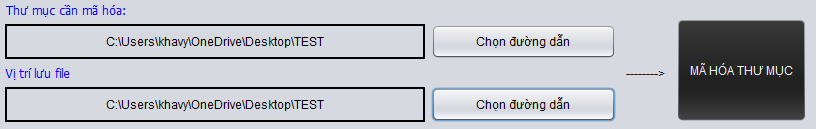 Thư mục cần mã hóa:
C:\Users\khavy\OneDrive\Desktop\TEST
Chọn đường dẫn
Vị trí lưu file
-------->
MÃ HÓA THƯ MỤC
C:\Users\khavy\OneDrive\Desktop\TEST
Chọn đường dẫn